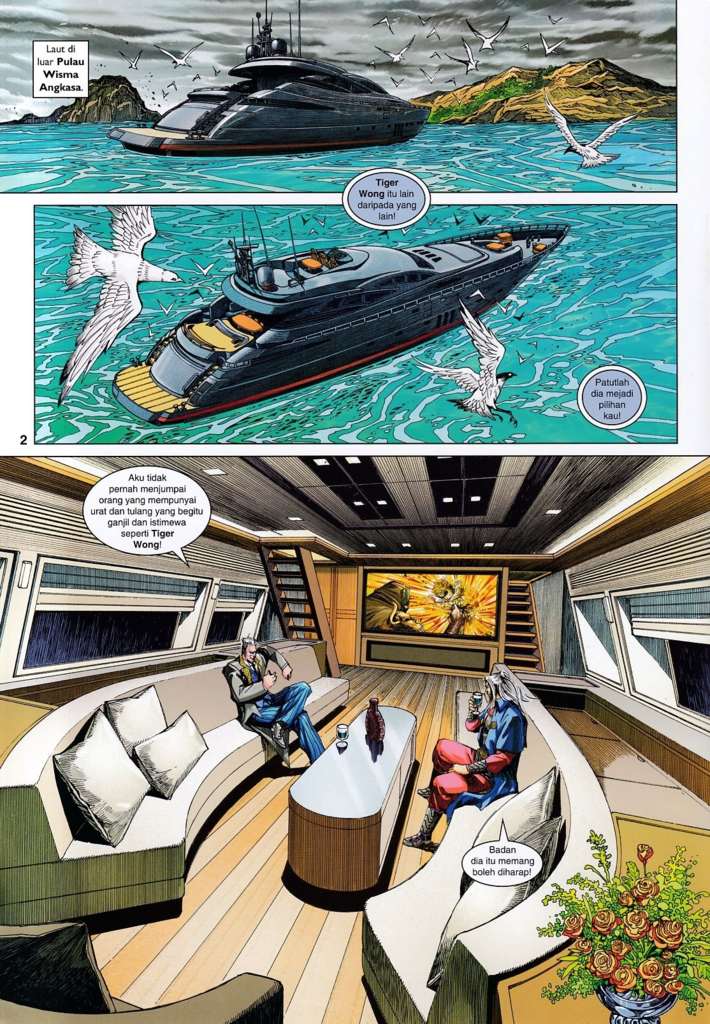 Laut di
luar Pulau
Wisma
Angkasa.
Tiger
Wong itu lain
daripada yang
lain!
Patutlah
dia mejadi
pilihan
kau!
2
Aku tidak
pernah menjumpai
orang yang mempunyai
urat dan tulang yang begitu
ganjil dan istimewa
seperti Tiger
Wong!
Badan
dia itu memang
boleh diharap!